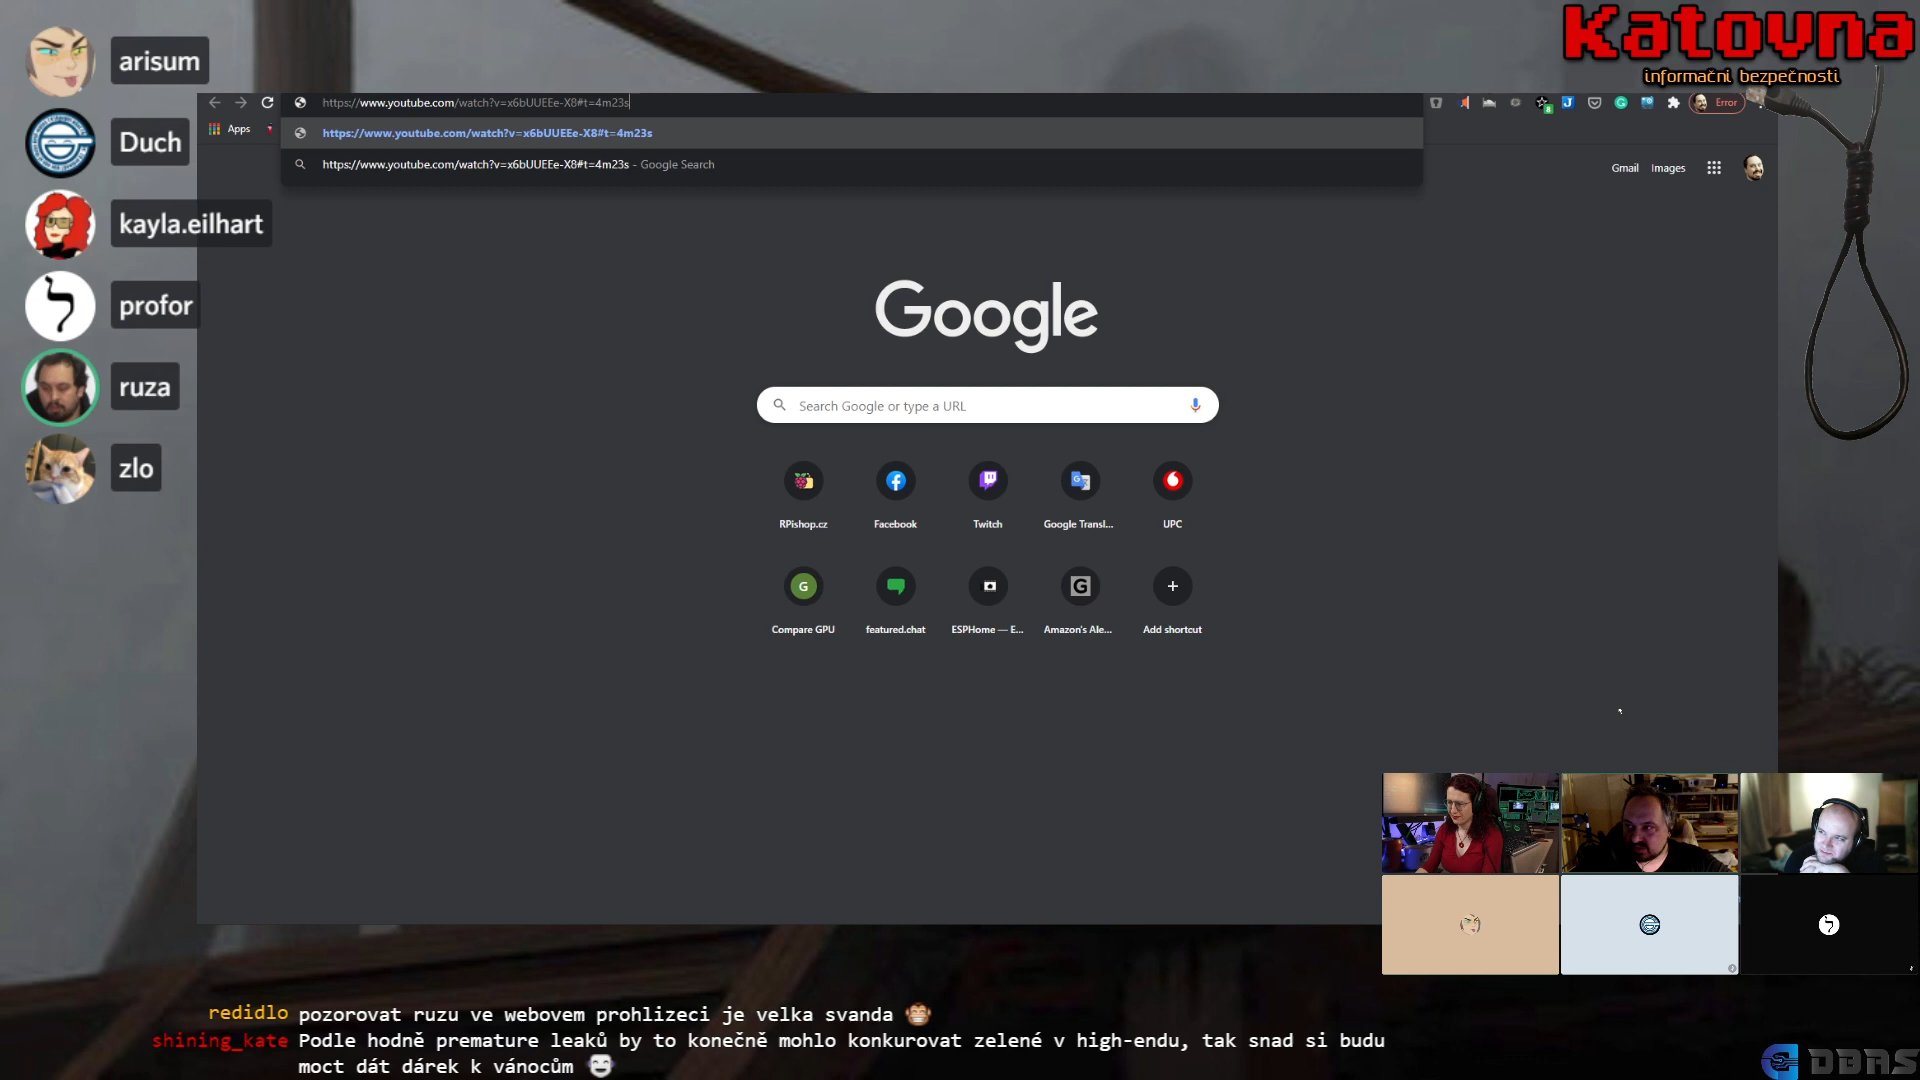 Katovna
informační bezpečnosti
arisum
Duch
kayla.eilhart
profor
ruza
zlo
https://www.youtube.com/watch?v=x6bUUEEe-X8#t=4m23s
Error
https://www.youtube.com/watch?v=x6bUUEEe-X8#t=4m23s
https://www.youtube.com/watch?v=x6bUUEEe-X8#t=4m23s - Google Search
Apps
Gmail Images
Google
Search Google or type a URL
RPishop.cz Facebook Twitch Google Transl... UPC
G
Compare GPU featured.chat ESPHome — E... Amazon's Ale... Add shortcut
redidlo pozorovat ruzu ve webovem prohlizeci je velka svanda
shining_kate Podle hodně premature leaků by to konečně mohlo konkurovat zelené v high-endu, tak snad si budu
moct dát dárek k vánocům
DBAS